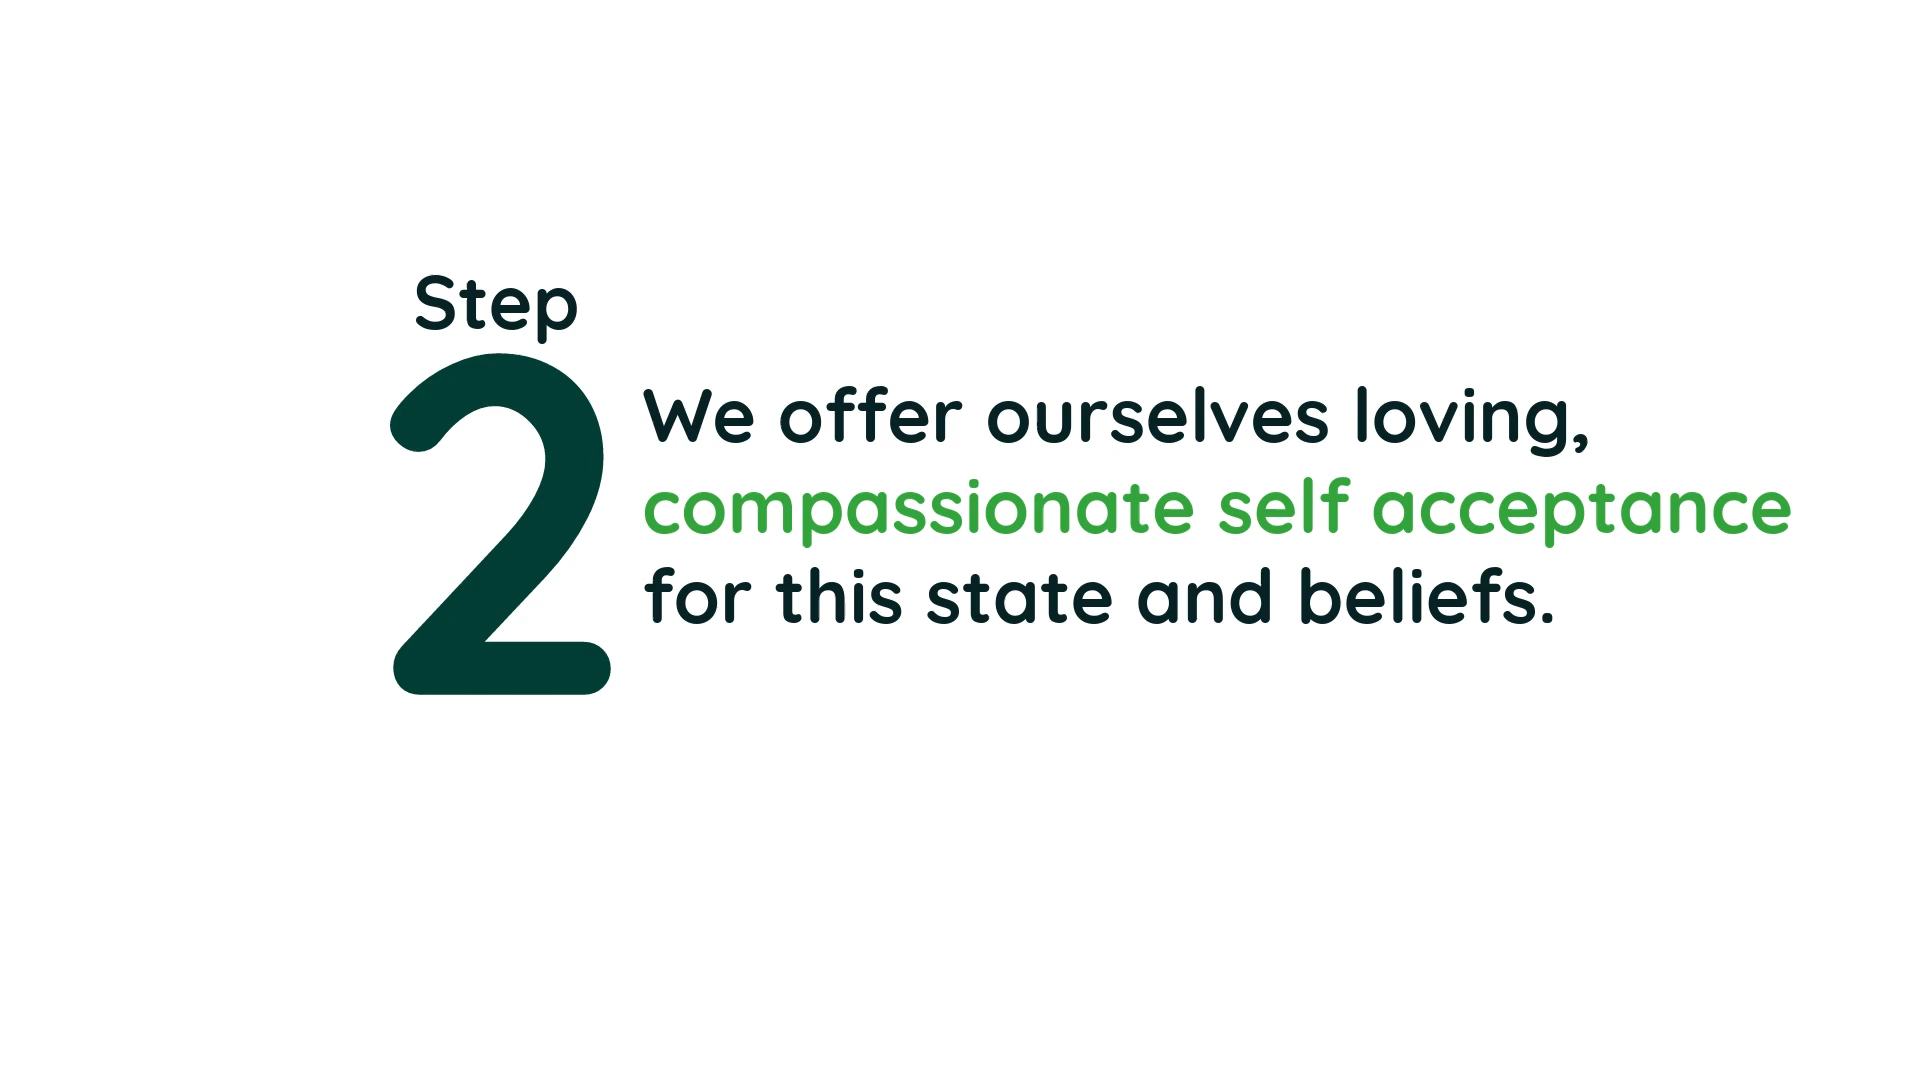 Step
2
We offer ourselves loving,
compassionate self acceptance
for this state and beliefs.